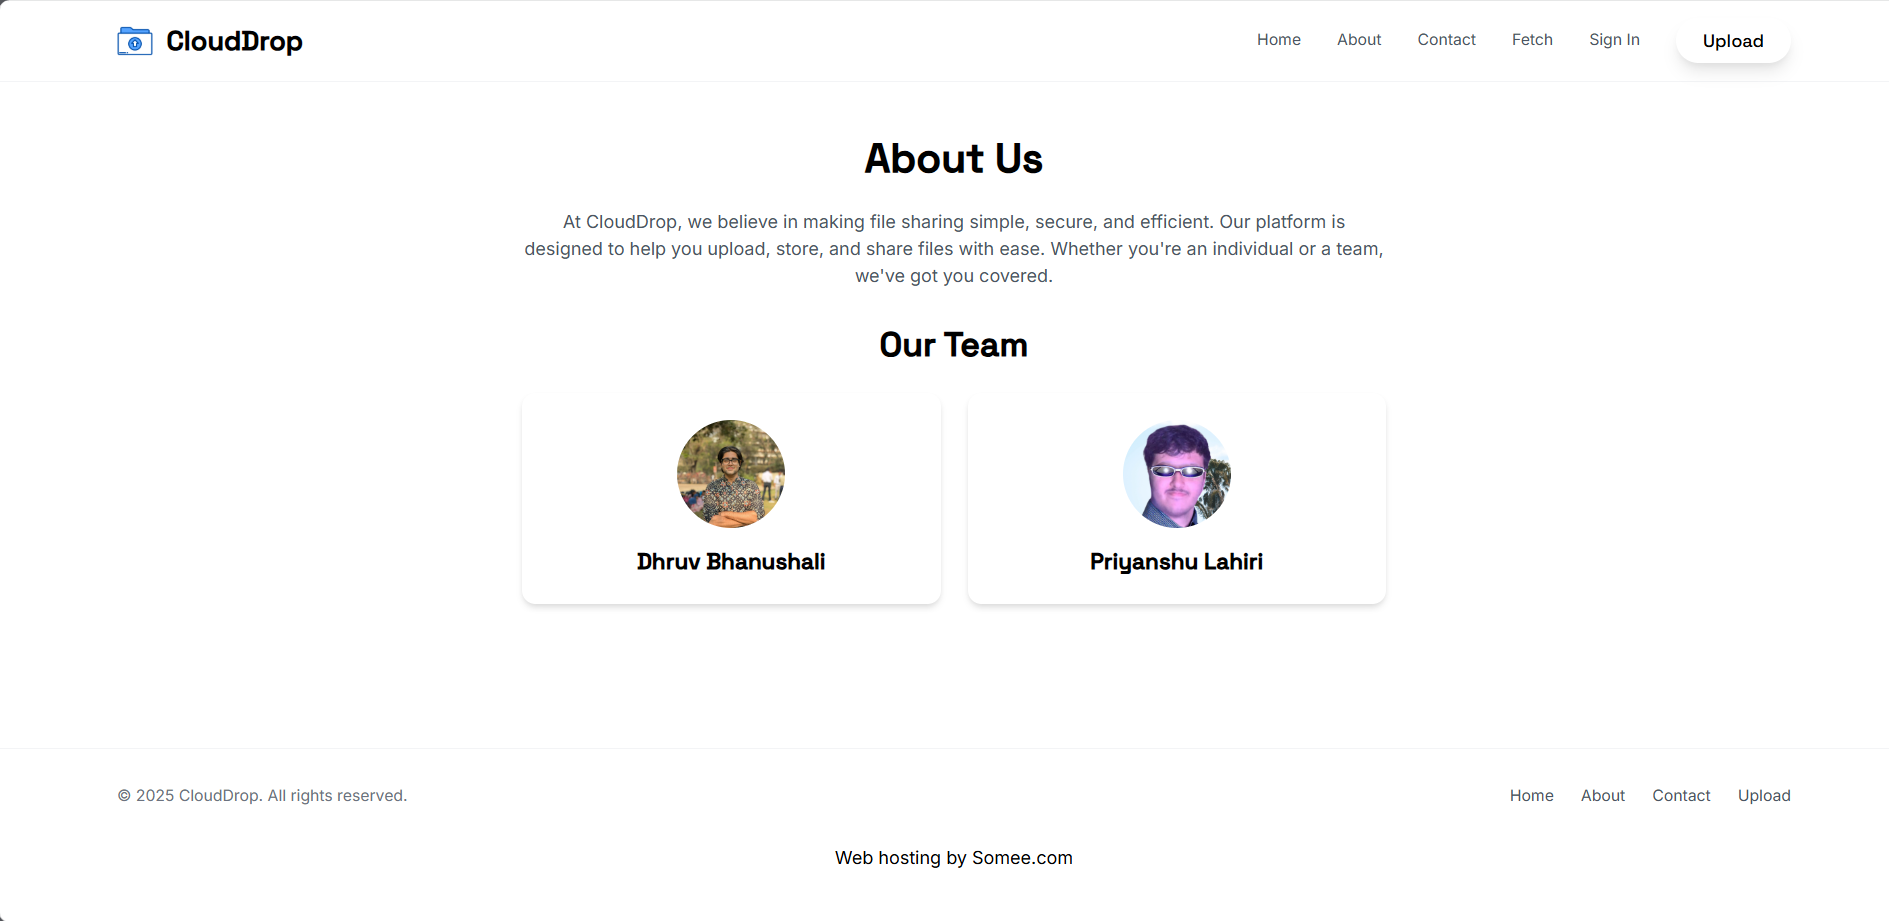 CloudDrop
Home About Contact Fetch Sign In Upload
About Us
At CloudDrop, we believe in making file sharing simple, secure, and efficient. Our platform is
designed to help you upload, store, and share files with ease. Whether you're an individual or a team,
we've got you covered.
Our Team
Dhruv Bhanushali
Priyanshu Lahiri
© 2025 CloudDrop. All rights reserved.
Home About Contact Upload
Web hosting by Somee.com